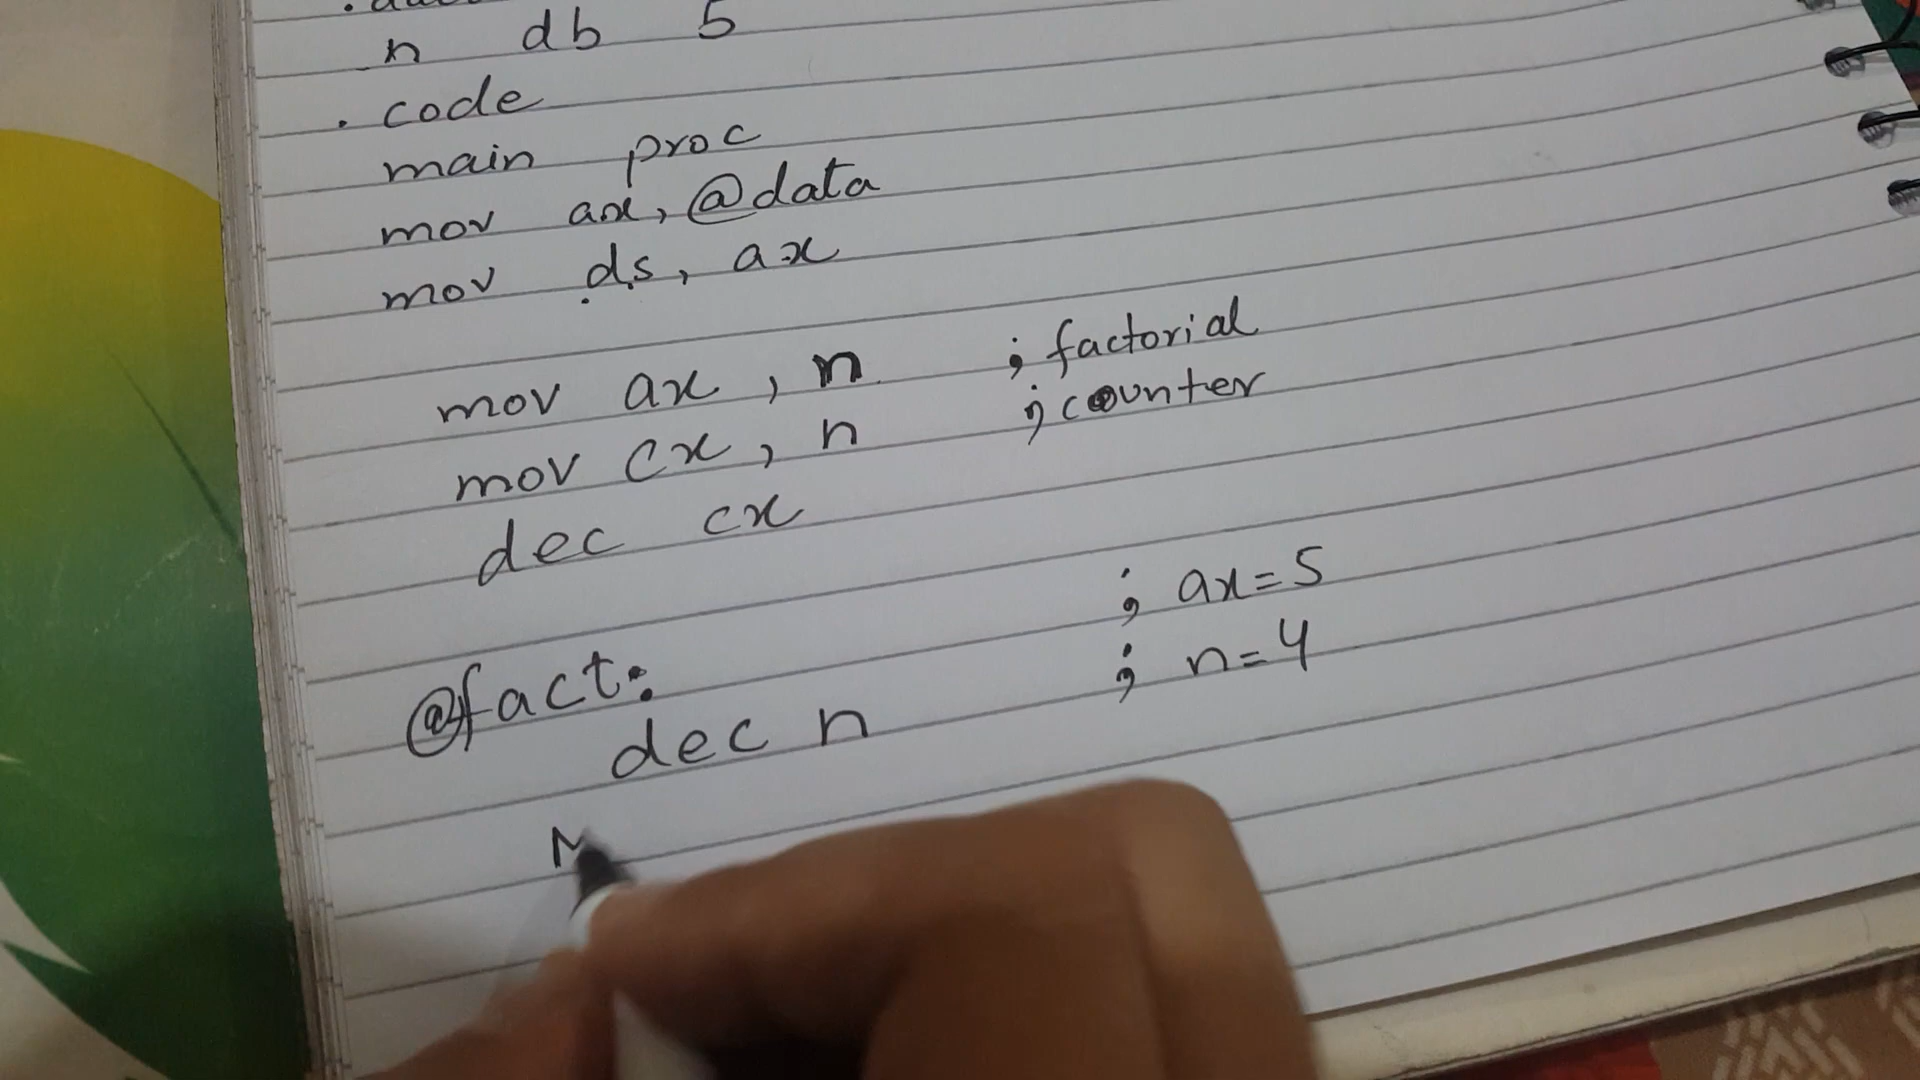 n db 5
. code
main proc
mov ax, @data
mov ds, ax
mov ax, n ; factorial
mov cx, n ; counter
dec cx
; ax=5
@fact: ; n=4
dec n
M